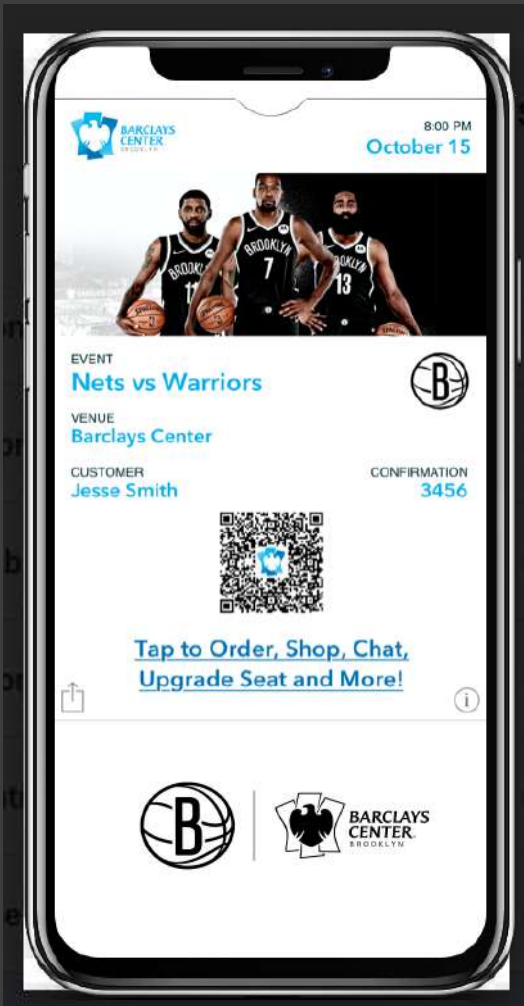 BARCLAYS
CENTER
BROOKLYN
8:00 PM
October 15
BROOKLYN
11
BROOKLYN
7
BROOKLYN
13
EVENT
Nets vs Warriors
B
VENUE
Barclays Center
CUSTOMER
Jesse Smith
CONFIRMATION
3456
Tap to Order, Shop, Chat,
Upgrade Seat and More!
i
B
BARCLAYS
CENTER
BROOKLYN